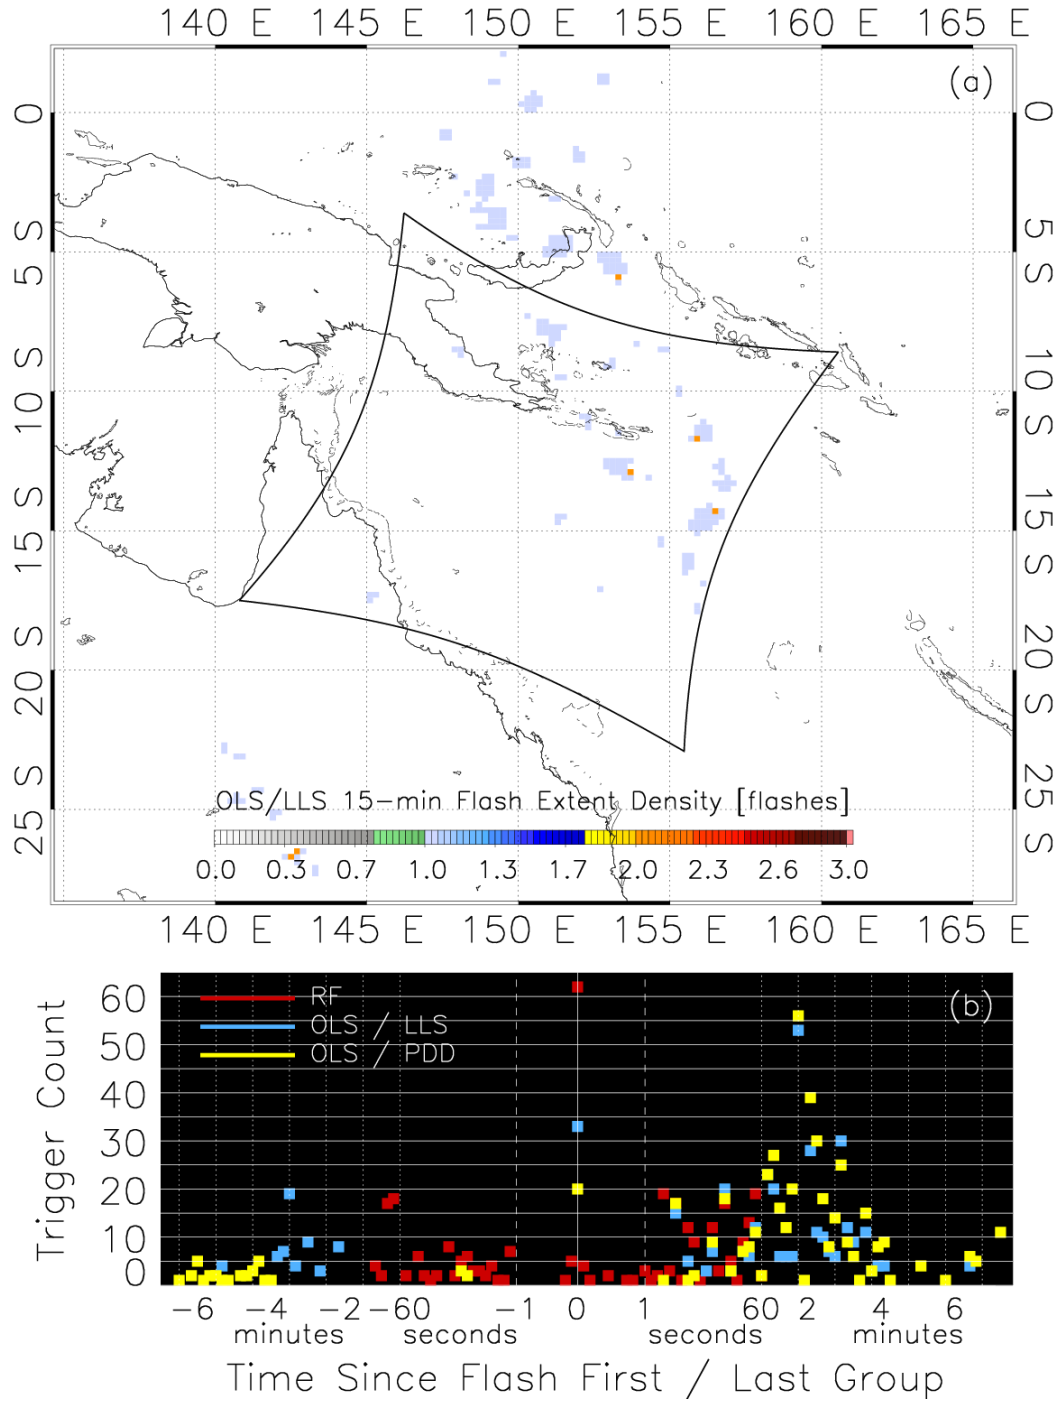 140 E 145 E 150 E 155 E 160 E 165 E
(a)
0 5 S 10 S 15 S 20 S 25 S
0 5 S 10 S 15 S 20 S 25 S
OLS/LLS 15-min Flash Extent Density [flashes]
0.0 0.3 0.7 1.0 1.3 1.7 2.0 2.3 2.6 3.0
140 E 145 E 150 E 155 E 160 E 165 E
(b)
Trigger Count
60
50
40
30
20
10
0
RF
OLS / LLS
OLS / PDD
-6 -4 -2 -60 -1 0 1 60 2 4 6
minutes seconds seconds minutes
Time Since Flash First / Last Group